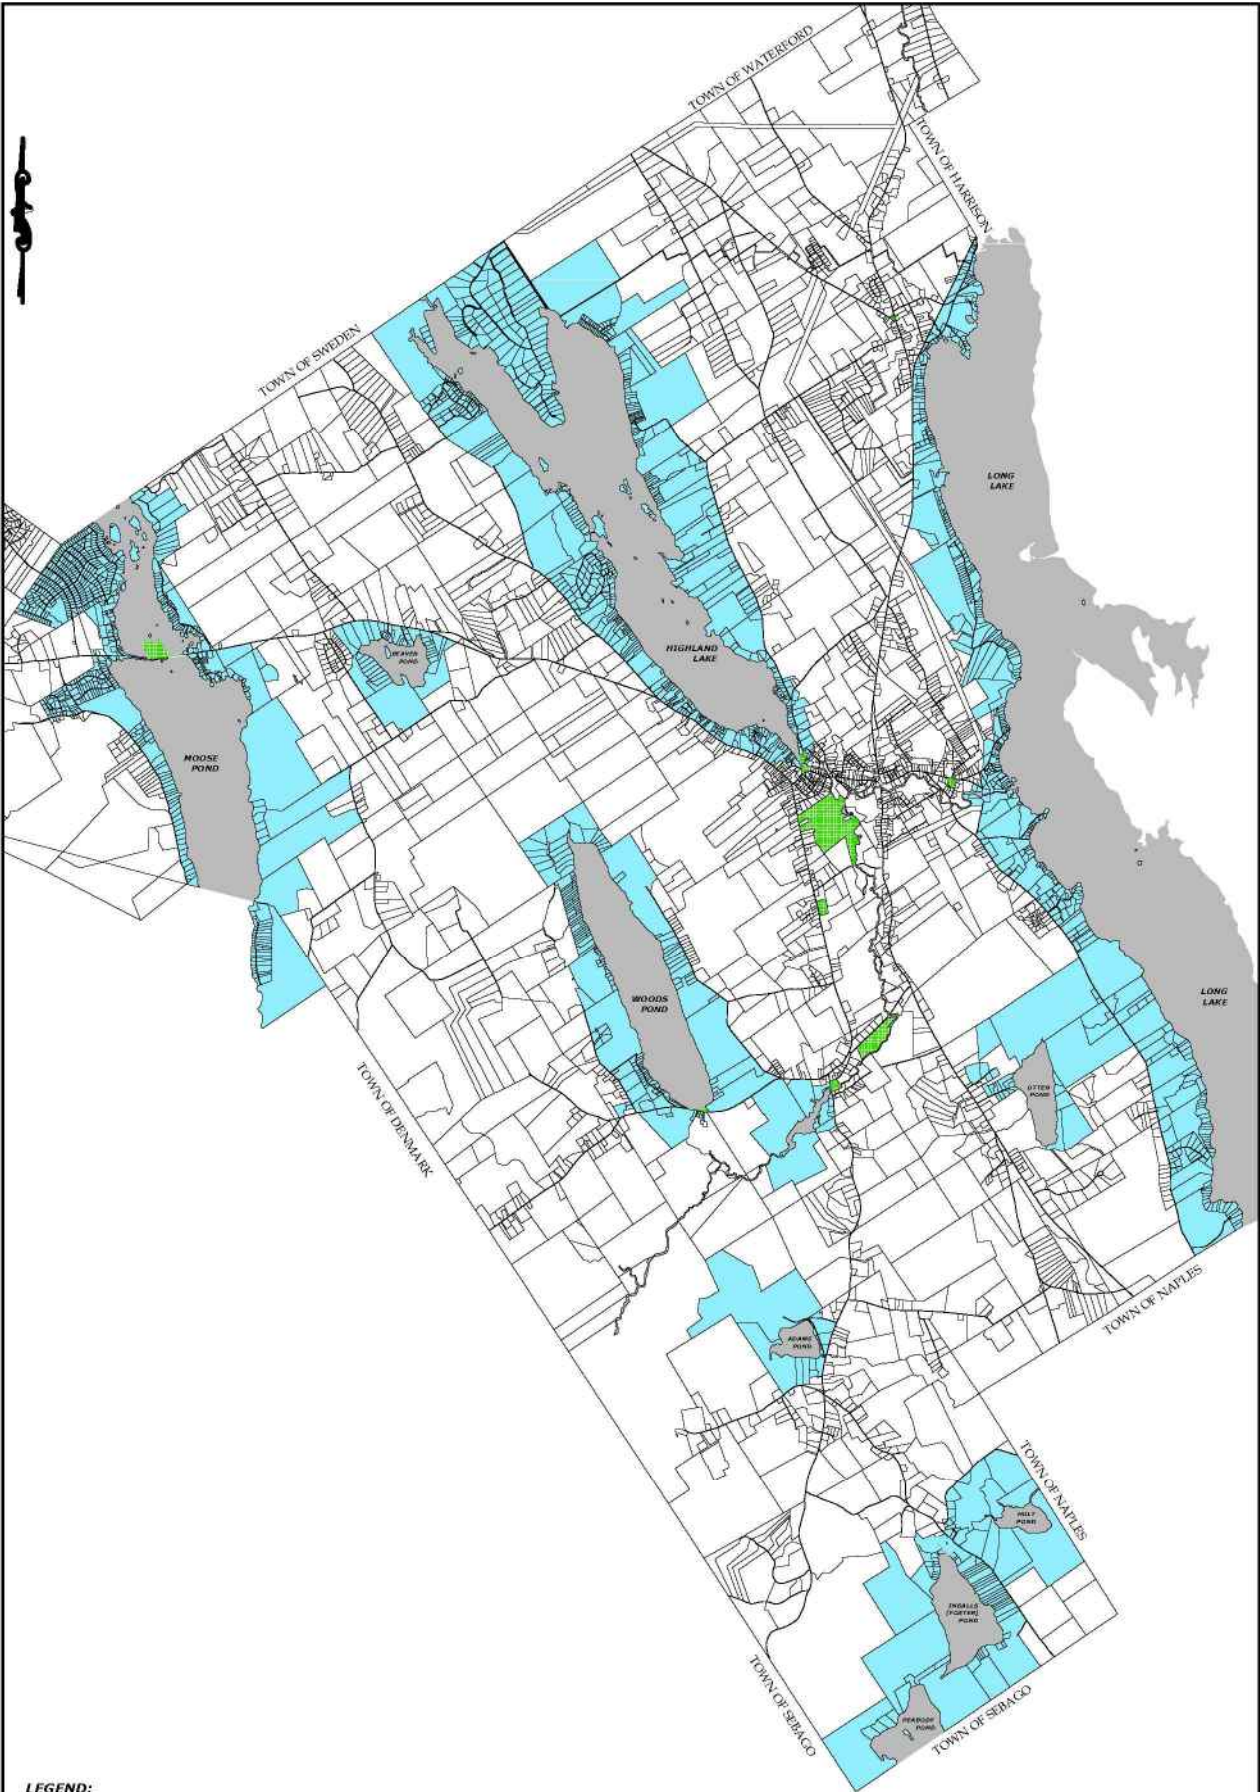 TOWN OF WATERFORD
TOWN OF HARRISON
TOWN OF SWEDEN
LONG
LAKE
HIGHLAND
LAKE
BEAVER
POND
MOOSE
POND
WOODS
POND
LONG
LAKE
OTTER
POND
TOWN OF DENMARK
TOWN OF NAPLES
ADAMS
POND
TOWN OF NAPLES
HOLT
POND
INGALLS
(FOSTER)
POND
TOWN OF SEBAGO
PEABODY
POND
TOWN OF SEBAGO
LEGEND: